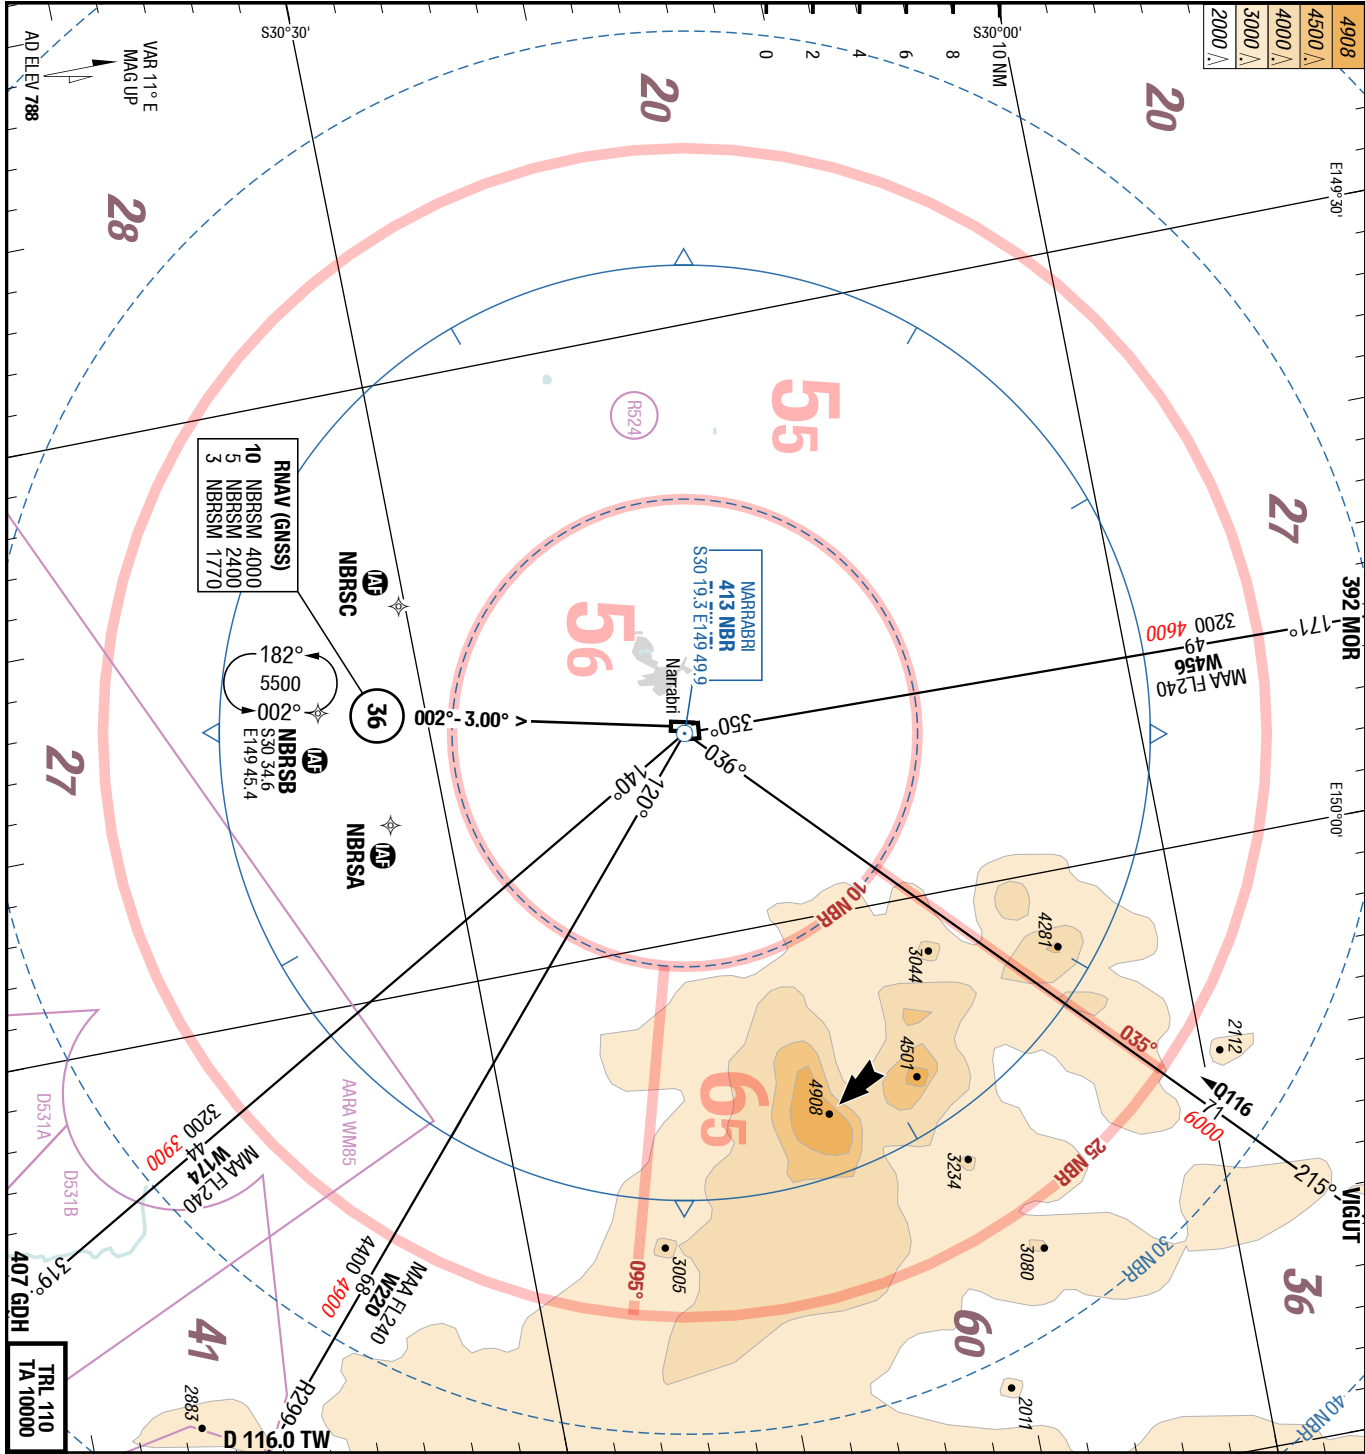 4908
4500
4000
3000
2000
S30°30'
S30°00'
0
2
4
6
8
10 NM
VAR 11° E
MAG UP
AD ELEV 788
20
20
28
27
27
36
60
41
E149°30'
E150°00'
55
56
65
R524
RNAV (GNSS)
10 NBRSM 4000
5 NBRSM 2400
3 NBRSM 1770
IAF
NBRSC
182°
5500
002°
IAF
NBRSB
S30 34.6
E149 45.4
IAF
NBRSA
36
002°- 3.00° >
NARRABRI
413 NBR
S30 19.3 E149 49.9
Narrabri
350°
036°
120°
140°
392 MOR
171°
3200 4600
49
W456
MAA FL240
10 NBR
25 NBR
30 NBR
40 NBR
035°
095°
4281
3044
4501
4908
2112
3234
3080
3005
2011
2883
Q116
71
6000
215°
VIGUT
AARA WM85
D531A
D531B
3200 3900
44
W174
MAA FL240
319°
407 GDH
4400 4900
68
W220
MAA FL240
R299
D 116.0 TW
TRL 110
TA 10000